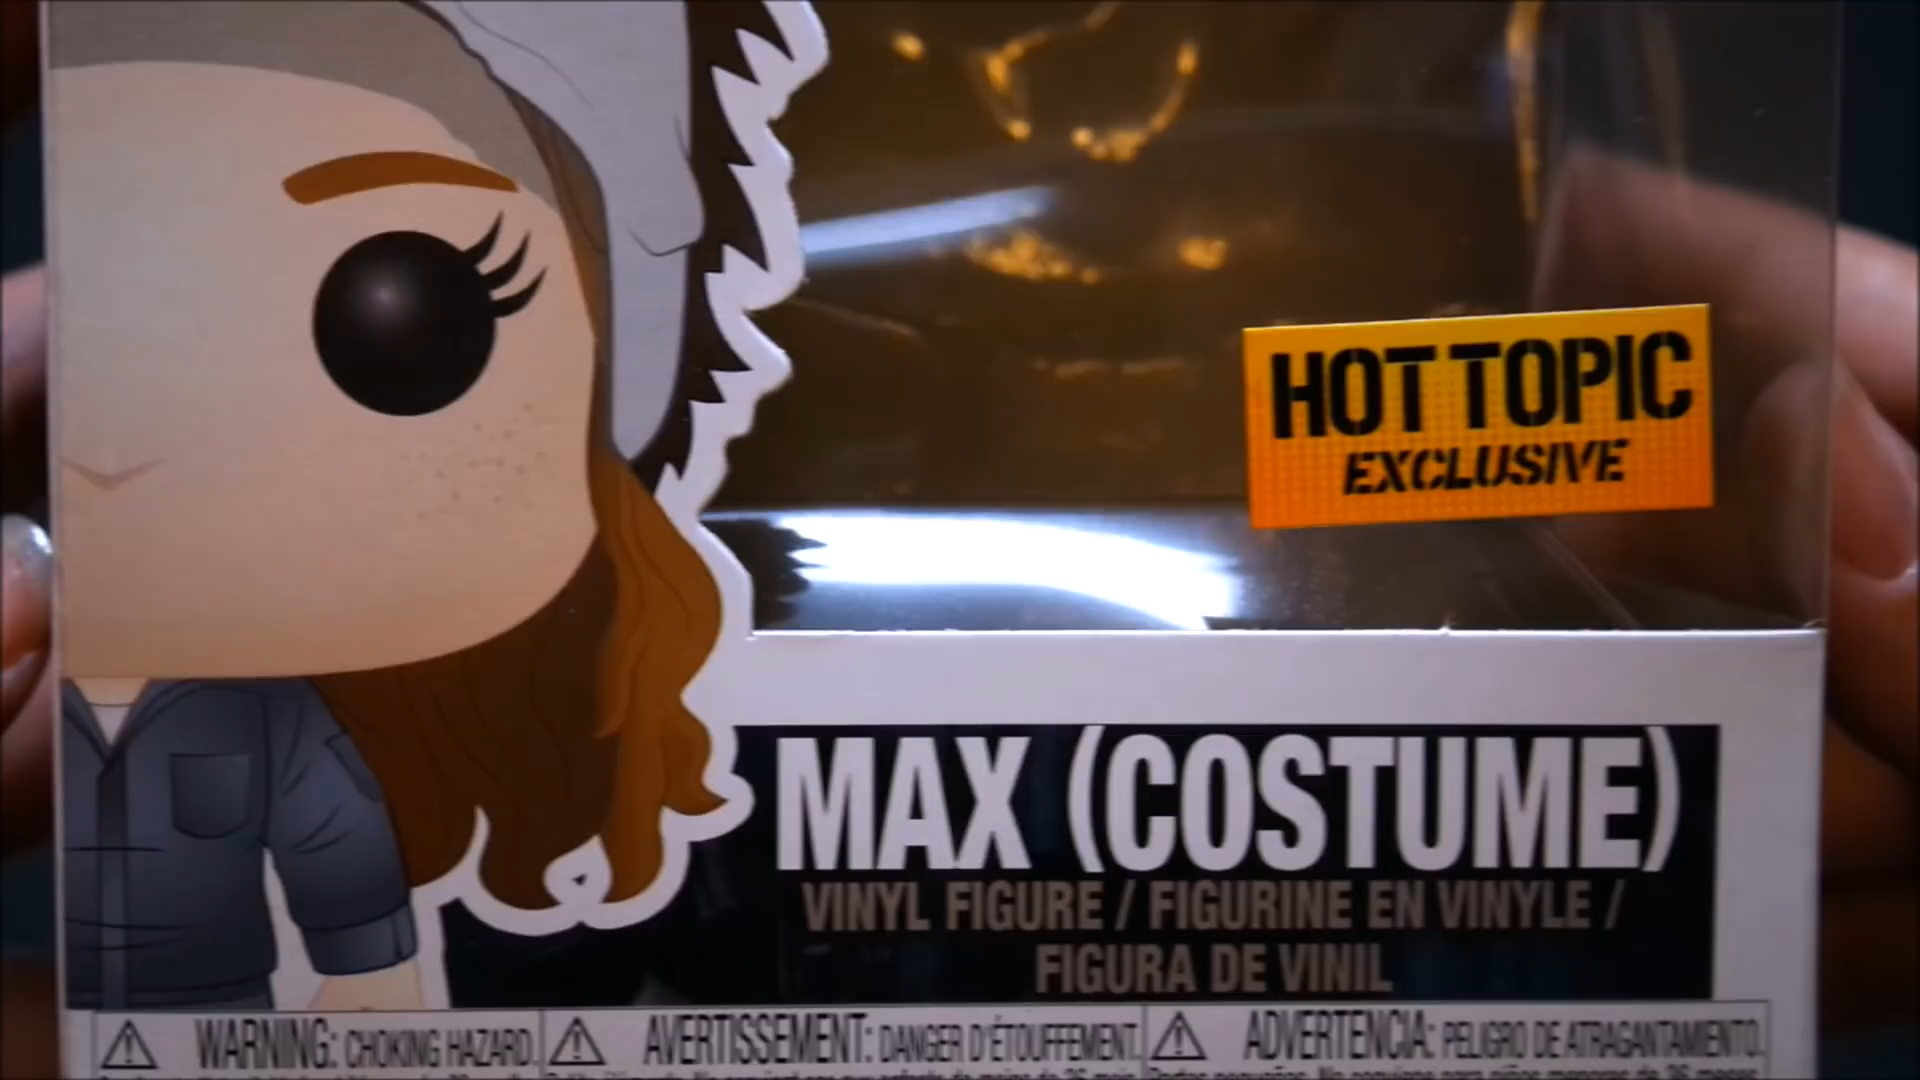 HOT TOPIC
EXCLUSIVE
MAX (COSTUME)
VINYL FIGURE / FIGURINE EN VINYLE /
FIGURA DE VINIL
WARNING: CHOKING HAZARD.
AVERTISSEMENT: DANGER D'ÉTOUFFEMENT.
ADVERTENCIA: PELIGRO DE ATRAGANTAMIENTO.